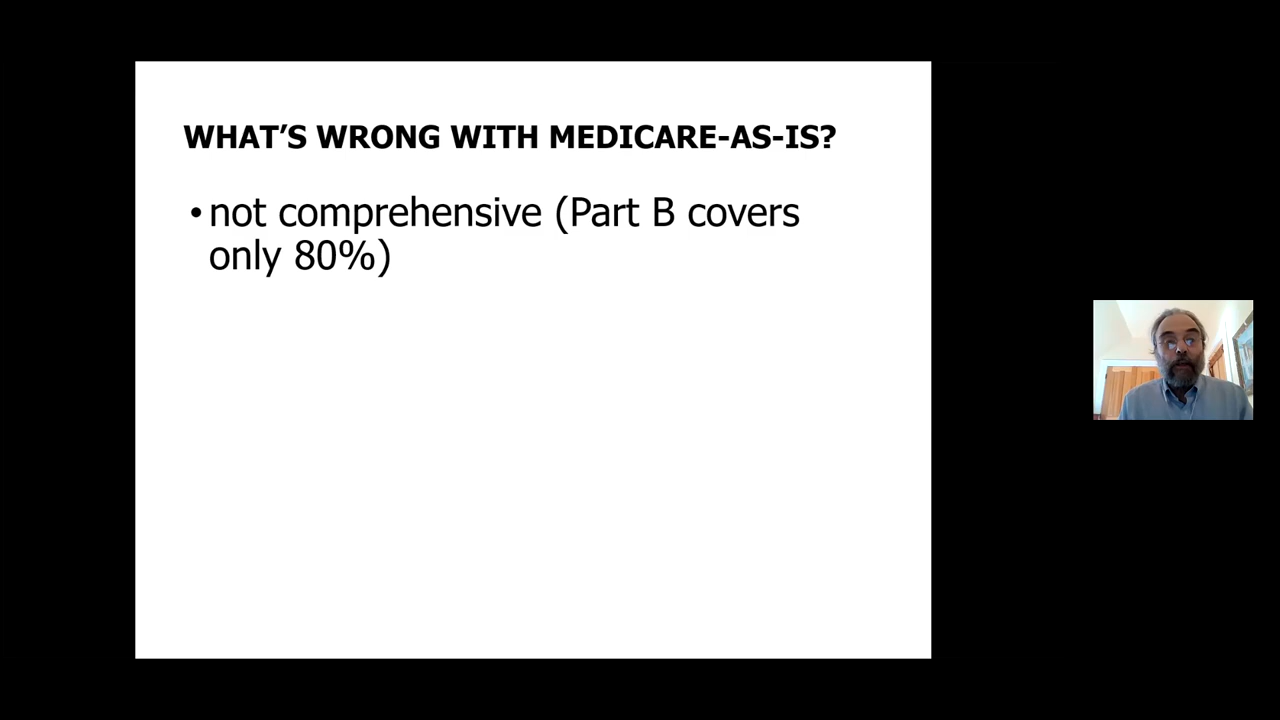 WHAT’S WRONG WITH MEDICARE-AS-IS?
• not comprehensive (Part B covers
only 80%)